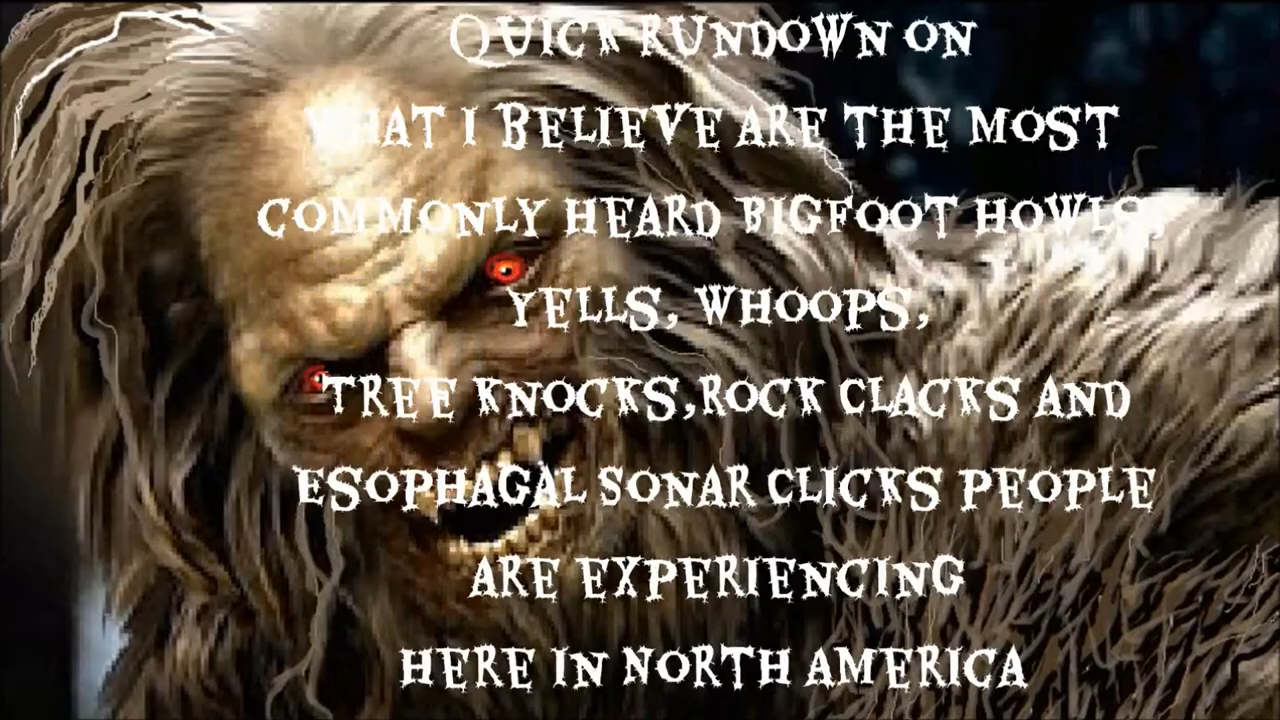 QUICK RUNDOWN ON
WHAT I BELIEVE ARE THE MOST
COMMONLY HEARD BIGFOOT HOWLS,
YELLS, WHOOPS,
TREE KNOCKS,ROCK CLACKS AND
ESOPHAGAL SONAR CLICKS PEOPLE
ARE EXPERIENCING
HERE IN NORTH AMERICA